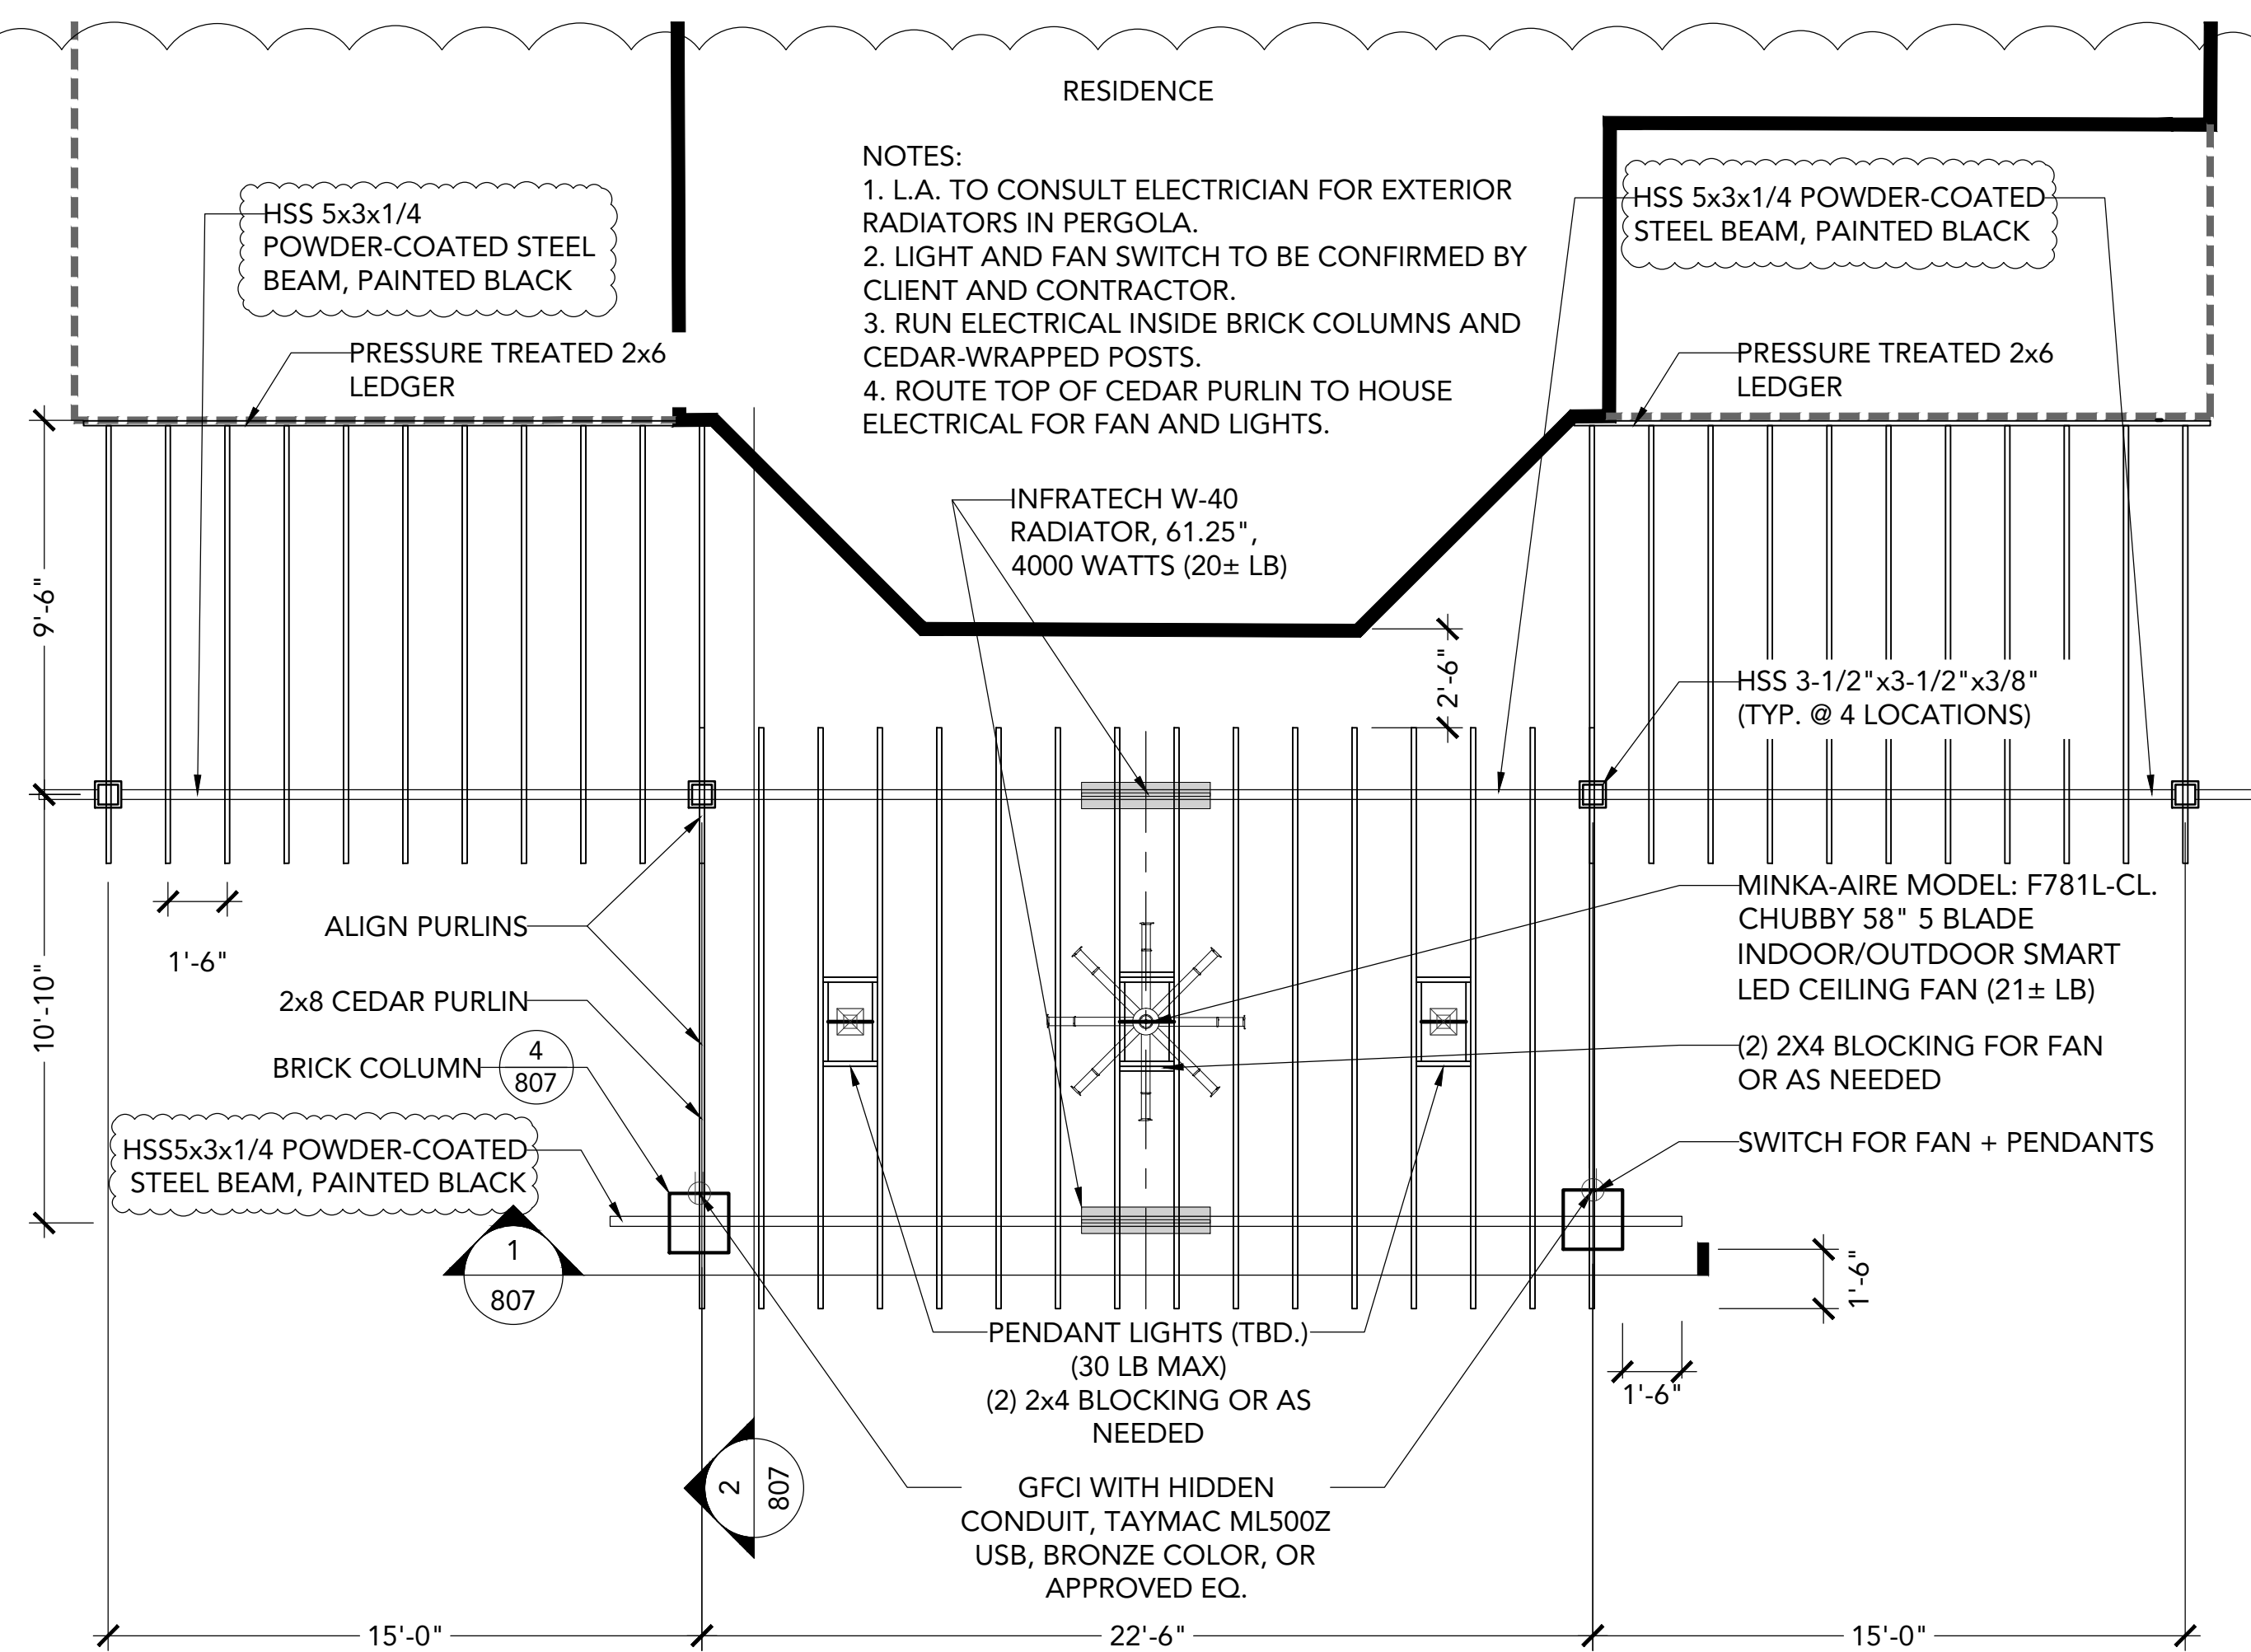 RESIDENCE
NOTES:
1. L.A. TO CONSULT ELECTRICIAN FOR EXTERIOR
RADIATORS IN PERGOLA.
2. LIGHT AND FAN SWITCH TO BE CONFIRMED BY
CLIENT AND CONTRACTOR.
3. RUN ELECTRICAL INSIDE BRICK COLUMNS AND
CEDAR-WRAPPED POSTS.
4. ROUTE TOP OF CEDAR PURLIN TO HOUSE
ELECTRICAL FOR FAN AND LIGHTS.
HSS 5x3x1/4
POWDER-COATED STEEL
BEAM, PAINTED BLACK
HSS 5x3x1/4 POWDER-COATED
STEEL BEAM, PAINTED BLACK
PRESSURE TREATED 2x6
LEDGER
PRESSURE TREATED 2x6
LEDGER
INFRATECH W-40
RADIATOR, 61.25",
4000 WATTS (20± LB)
9'-6"
2'-6"
HSS 3-1/2"x3-1/2"x3/8"
(TYP. @ 4 LOCATIONS)
MINKA-AIRE MODEL: F781L-CL.
CHUBBY 58" 5 BLADE
INDOOR/OUTDOOR SMART
LED CEILING FAN (21± LB)
ALIGN PURLINS
1'-6"
10'-10"
2x8 CEDAR PURLIN
BRICK COLUMN
4
807
(2) 2X4 BLOCKING FOR FAN
OR AS NEEDED
HSS5x3x1/4 POWDER-COATED
STEEL BEAM, PAINTED BLACK
SWITCH FOR FAN + PENDANTS
1
807
1'-6"
1'-6"
PENDANT LIGHTS (TBD.)
(30 LB MAX)
(2) 2x4 BLOCKING OR AS
NEEDED
2
807
GFCI WITH HIDDEN
CONDUIT, TAYMAC ML500Z
USB, BRONZE COLOR, OR
APPROVED EQ.
15'-0"
22'-6"
15'-0"